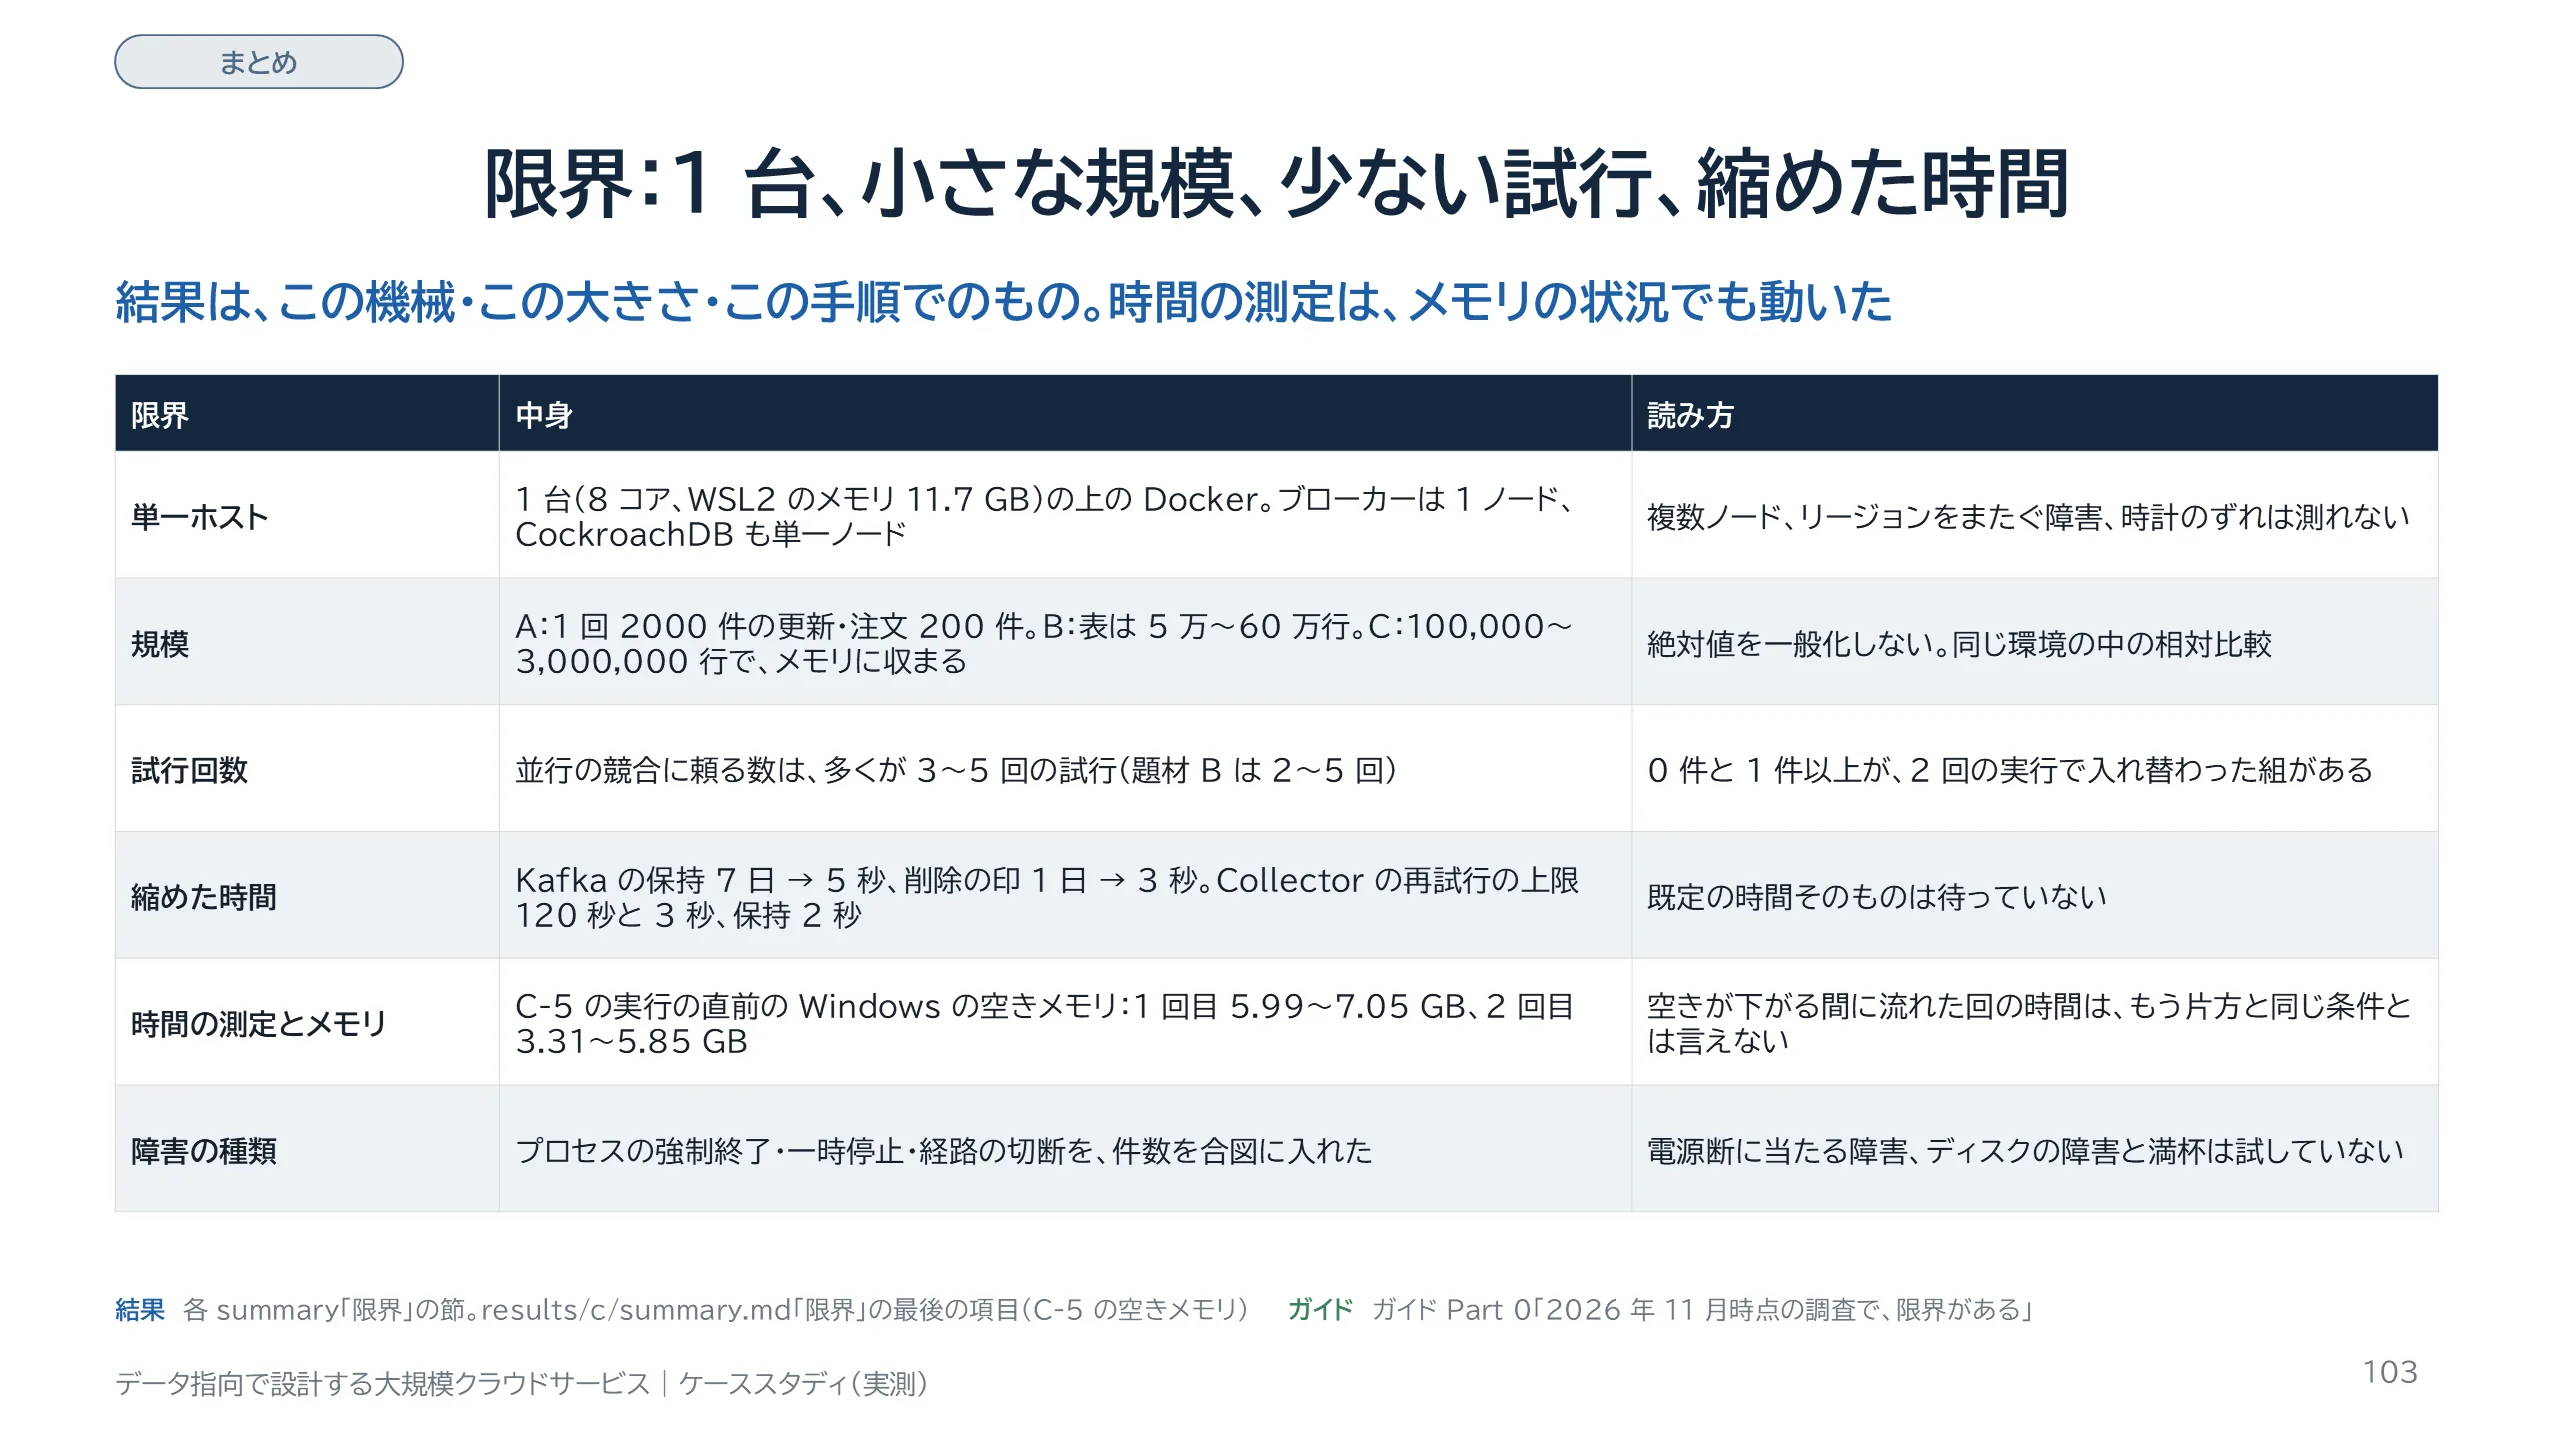 まとめ
限界：1 台、小さな規模、少ない試行、縮めた時間
結果は、この機械・この大きさ・この手順でのもの。時間の測定は、メモリの状況でも動いた
限界
中身
読み方
単一ホスト
1 台（8 コア、WSL2 のメモリ 11.7 GB）の上の Docker。ブローカーは 1 ノード、
CockroachDB も単一ノード
複数ノード、リージョンをまたぐ障害、時計のずれは測れない
規模
A：1 回 2000 件の更新・注文 200 件。B：表は 5 万～60 万行。C：100,000～
3,000,000 行で、メモリに収まる
絶対値を一般化しない。同じ環境の中の相対比較
試行回数
並行の競合に頼る数は、多くが 3～5 回の試行（題材 B は 2～5 回）
0 件と 1 件以上が、2 回の実行で入れ替わった組がある
縮めた時間
Kafka の保持 7 日 → 5 秒、削除の印 1 日 → 3 秒。Collector の再試行の上限
120 秒と 3 秒、保持 2 秒
既定の時間そのものは待っていない
時間の測定とメモリ
C-5 の実行の直前の Windows の空きメモリ：1 回目 5.99～7.05 GB、2 回目
3.31～5.85 GB
空きが下がる間に流れた回の時間は、もう片方と同じ条件と
は言えない
障害の種類
プロセスの強制終了・一時停止・経路の切断を、件数を合図に入れた
電源断に当たる障害、ディスクの障害と満杯は試していない
結果 各 summary「限界」の節。results/c/summary.md「限界」の最後の項目（C-5 の空きメモリ） ガイド ガイド Part 0「2026 年 11 月時点の調査で、限界がある」
データ指向で設計する大規模クラウドサービス｜ケーススタディ（実測）
103